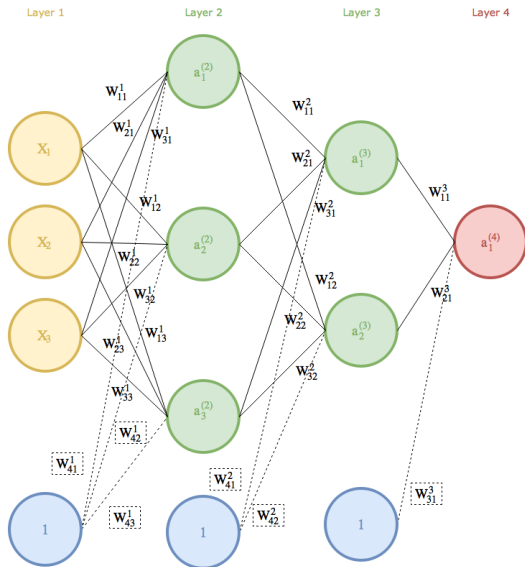 Layer 1 Layer 2 Layer 3 Layer 4
a₁⁽²⁾
W¹₁₁
W²₁₁
W¹₂₁
W¹₃₁
X₁
W²₂₁
a₁⁽³⁾
W³₁₁
W¹₁₂
W²₃₁
X₂
a₂⁽²⁾
a₁⁽⁴⁾
W¹₂₂
W²₁₂
W¹₃₂
W³₂₁
W²₂₂
W¹₁₃
X₃
a₂⁽³⁾
W¹₂₃
W²₃₂
W¹₃₃
a₃⁽²⁾
W¹₄₂
W¹₄₁
W²₄₁
W³₃₁
W¹₄₃
W²₄₂
1 1 1